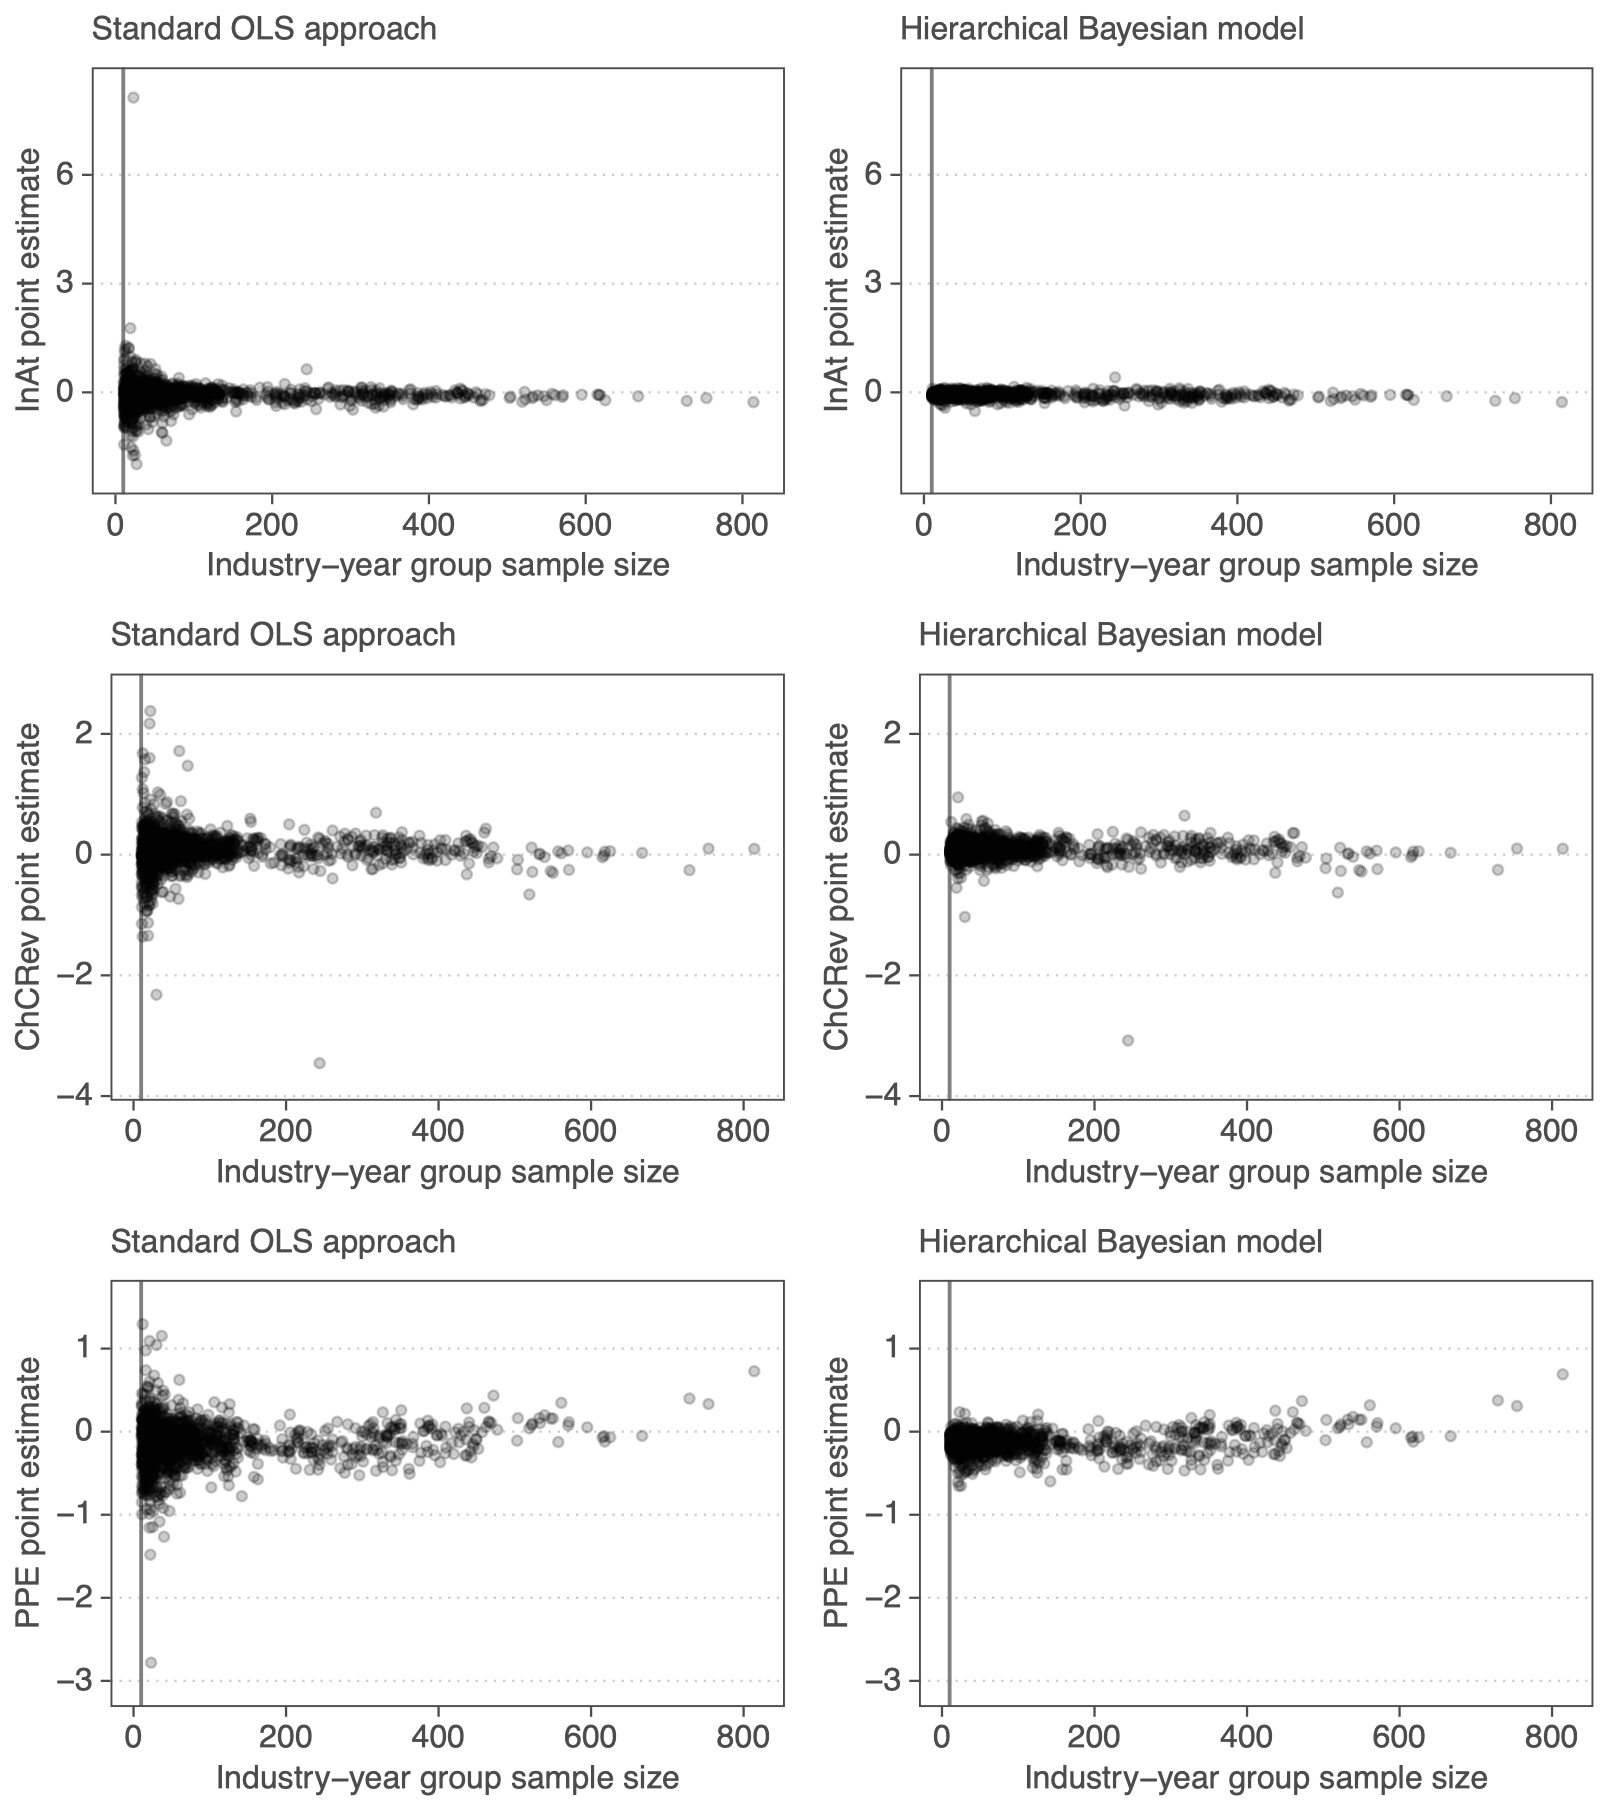 Standard OLS approach
Hierarchical Bayesian model
InAt point estimate
6
3
0
0 200 400 600 800
Industry–year group sample size
InAt point estimate
6
3
0
0 200 400 600 800
Industry–year group sample size
Standard OLS approach
Hierarchical Bayesian model
ChCRev point estimate
2
0
−2
−4
0 200 400 600 800
Industry–year group sample size
ChCRev point estimate
2
0
−2
−4
0 200 400 600 800
Industry–year group sample size
Standard OLS approach
Hierarchical Bayesian model
PPE point estimate
1
0
−1
−2
−3
0 200 400 600 800
Industry–year group sample size
PPE point estimate
1
0
−1
−2
−3
0 200 400 600 800
Industry–year group sample size